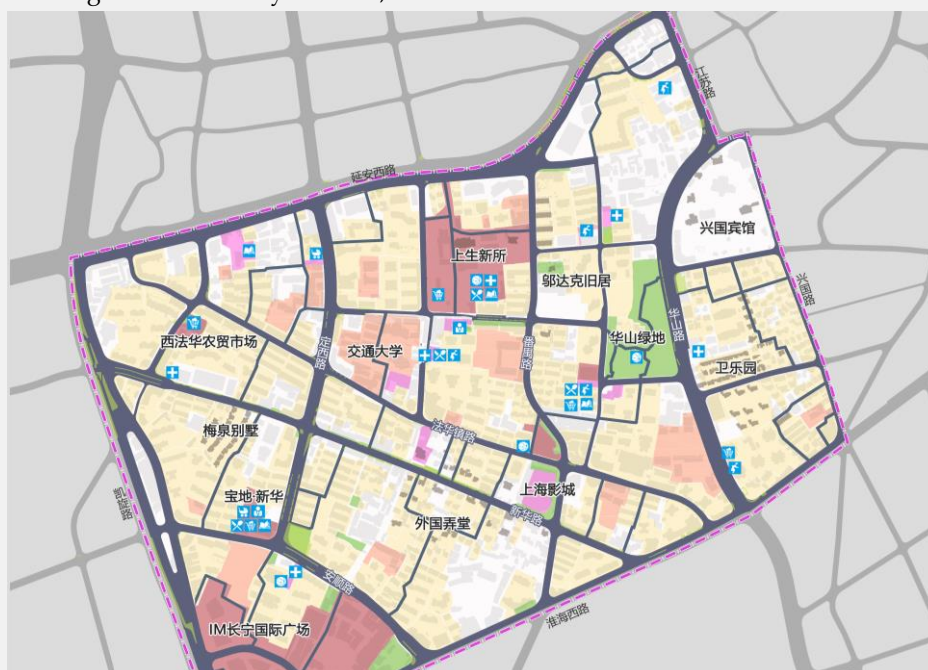 江苏路
延安西路
兴国宾馆
上生新所
邬达克旧居
兴国路
华山路
西法华农贸市场
定西路
交通大学
番禺路
华山绿地
卫乐园
梅泉别墅
法华镇路
宝地·新华
上海影城
新华路
外国弄堂
凯旋路
安顺路
IM长宁国际广场
淮海西路